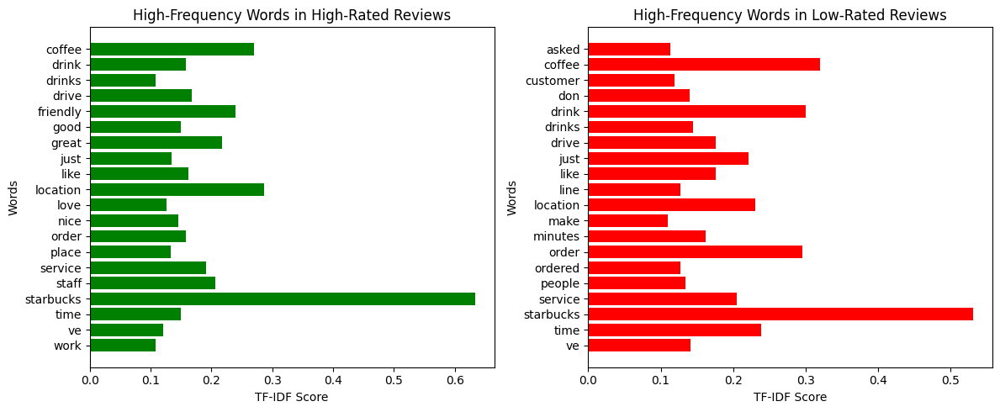 High-Frequency Words in High-Rated Reviews
Words
coffee
drink
drinks
drive
friendly
good
great
just
like
location
love
nice
order
place
service
staff
starbucks
time
ve
work
0.0 0.1 0.2 0.3 0.4 0.5 0.6
TF-IDF Score
High-Frequency Words in Low-Rated Reviews
Words
asked
coffee
customer
don
drink
drinks
drive
just
like
line
location
make
minutes
order
ordered
people
service
starbucks
time
ve
0.0 0.1 0.2 0.3 0.4 0.5
TF-IDF Score